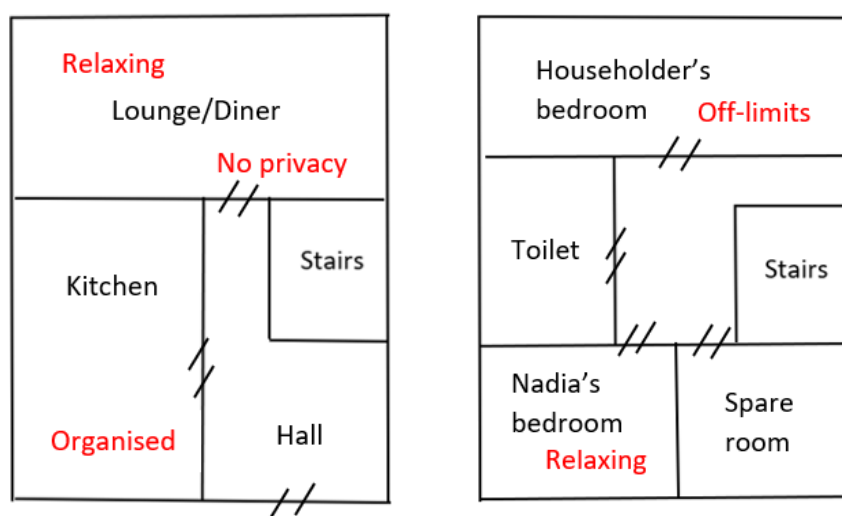 Relaxing
Lounge/Diner
No privacy
Kitchen
Stairs
Organised
Hall
Householder’s
bedroom
Off-limits
Toilet
Stairs
Nadia’s
bedroom
Relaxing
Spare
room